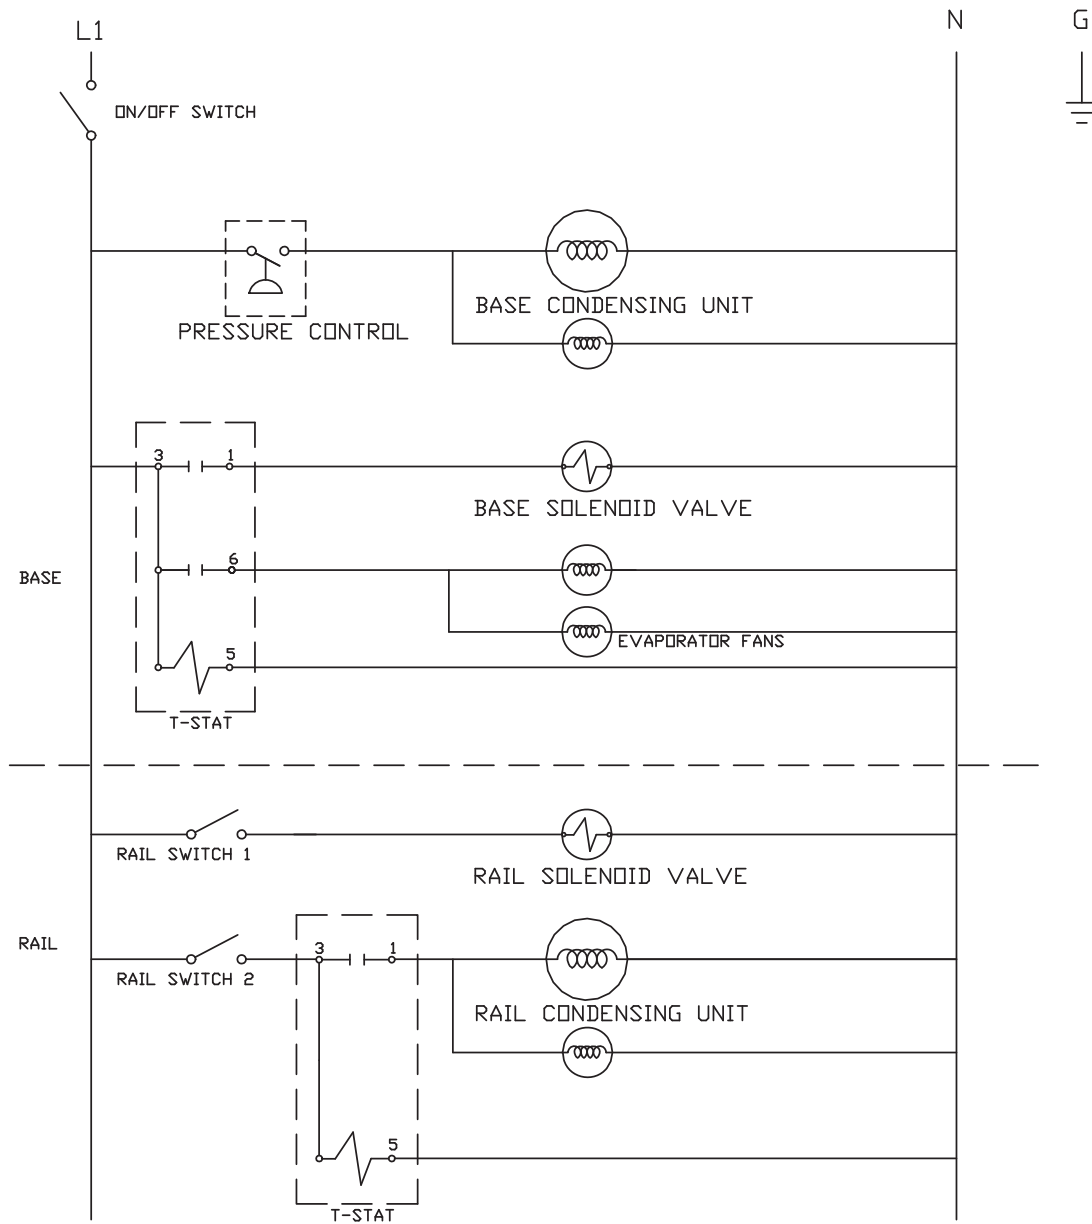 L1
N
G
ON/OFF SWITCH
BASE CONDENSING UNIT
PRESSURE CONTROL
3
1
BASE SOLENOID VALVE
6
BASE
EVAPORATOR FANS
5
T-STAT
RAIL SWITCH 1
RAIL SOLENOID VALVE
RAIL
3
1
RAIL SWITCH 2
RAIL CONDENSING UNIT
5
T-STAT